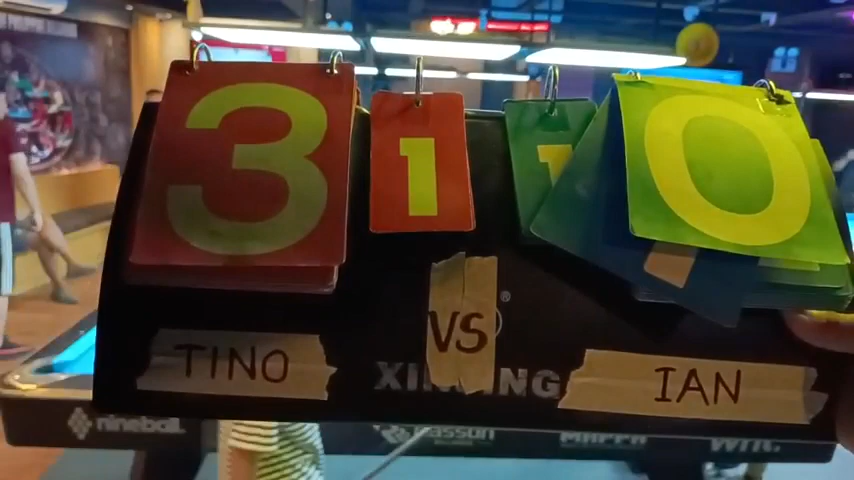 3 1 1 0
VS
TINO
IAN
nineball